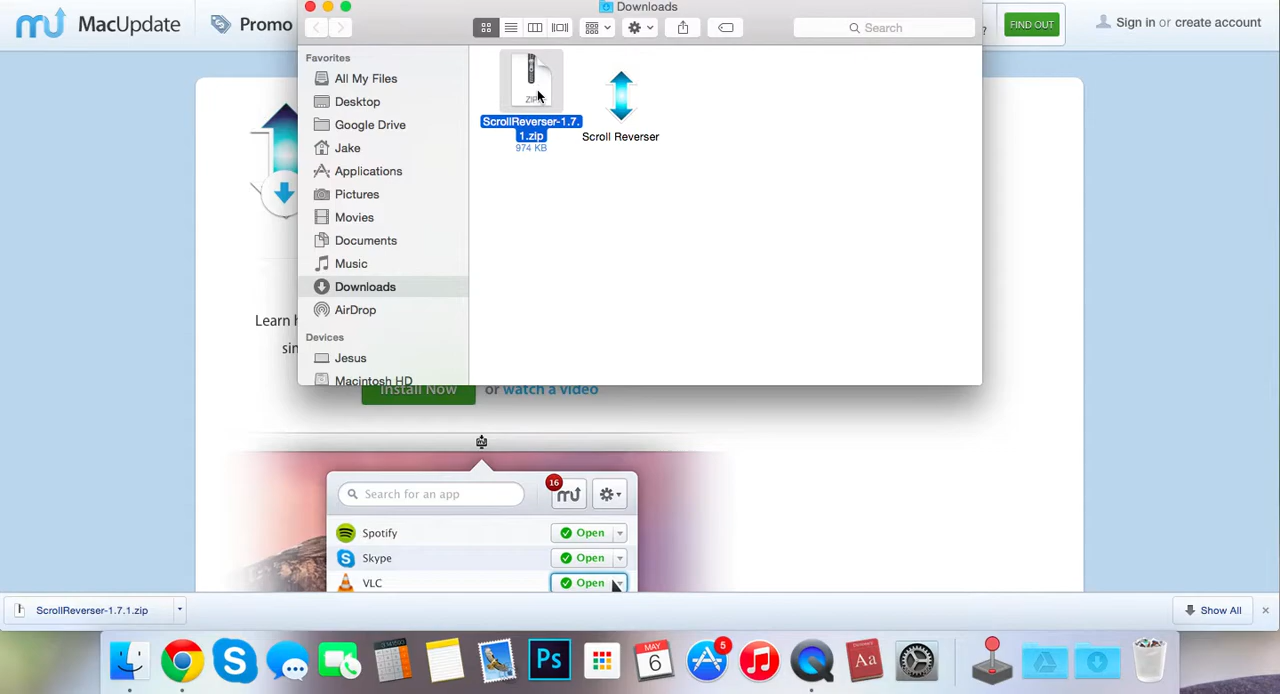 MacUpdate
Promo
Downloads
Search
?
FIND OUT
Sign in or create account
Favorites
All My Files
Desktop
Google Drive
Jake
Applications
Pictures
Movies
Documents
Music
Downloads
AirDrop
Devices
Jesus
Macintosh HD
ZIP
ScrollReverser-1.7.
1.zip
974 KB
Scroll Reverser
Learn h
sin
Install Now or watch a video
Search for an app
16
Spotify
Open
Skype
Open
VLC
Open
ScrollReverser-1.7.1.zip
Show All
Ps
MAY
6
5
Aa